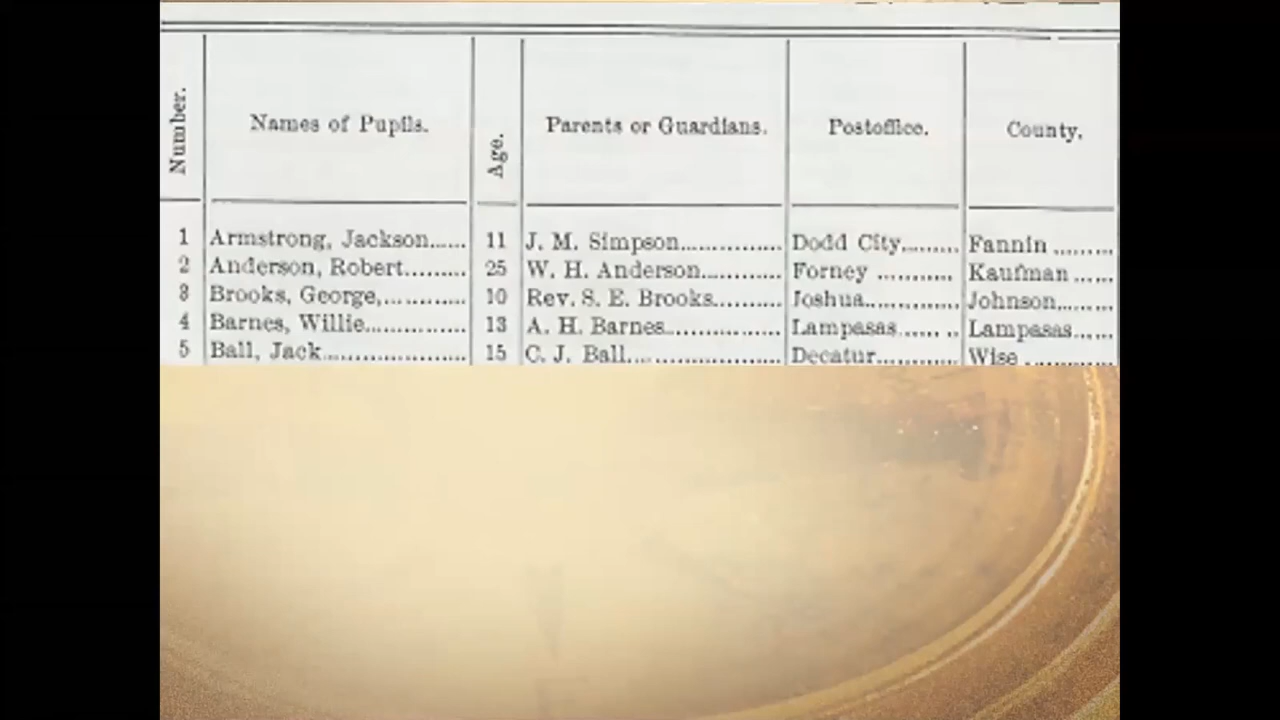 Number. Names of Pupils. Age. Parents or Guardians. Postoffice. County.
1 Armstrong, Jackson...... 11 J. M. Simpson............... Dodd City......... Fannin .........
2 Anderson, Robert......... 25 W. H. Anderson............ Forney ........... Kaufman ......
3 Brooks, George,............ 10 Rev. S. E. Brooks.......... Joshua.............. Johnson........
4 Barnes, Willie............... 13 A. H. Barnes................. Lampasas...... .. Lampasas......
5 Ball, Jack..................... 15 C. J. Ball.... .................. Decatur............ Wise .............